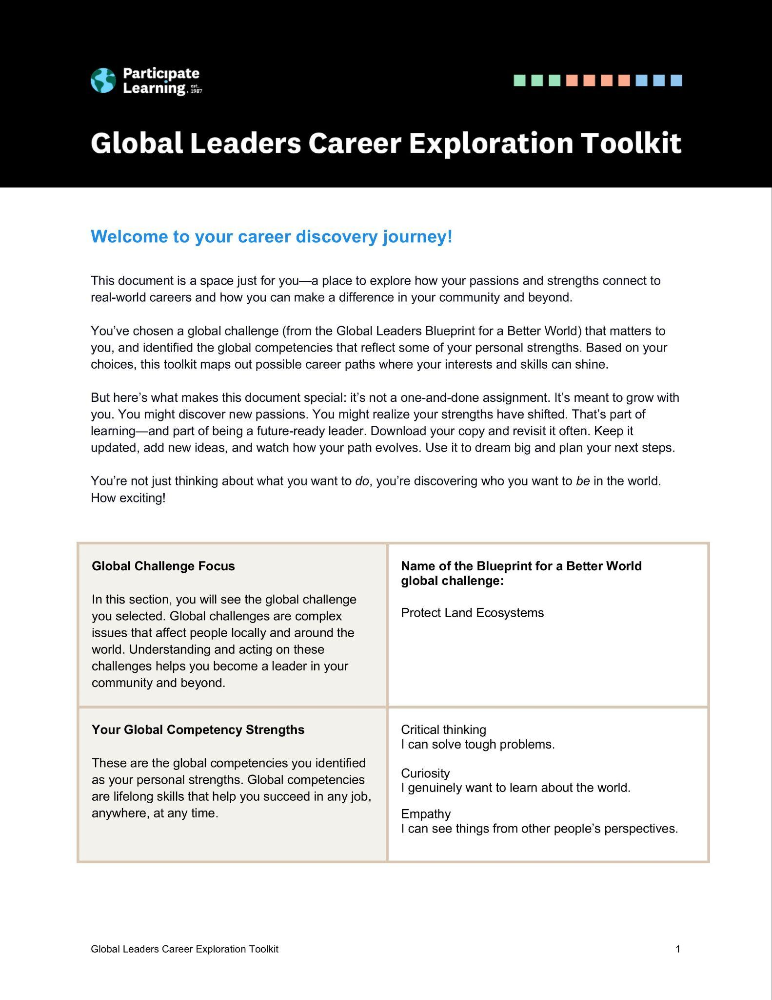 Participate
Learning. est. 1987
Global Leaders Career Exploration Toolkit
Welcome to your career discovery journey!
This document is a space just for you—a place to explore how your passions and strengths connect to
real-world careers and how you can make a difference in your community and beyond.
You’ve chosen a global challenge (from the Global Leaders Blueprint for a Better World) that matters to
you, and identified the global competencies that reflect some of your personal strengths. Based on your
choices, this toolkit maps out possible career paths where your interests and skills can shine.
But here’s what makes this document special: it’s not a one-and-done assignment. It’s meant to grow with
you. You might discover new passions. You might realize your strengths have shifted. That’s part of
learning—and part of being a future-ready leader. Download your copy and revisit it often. Keep it
updated, add new ideas, and watch how your path evolves. Use it to dream big and plan your next steps.
You’re not just thinking about what you want to do, you’re discovering who you want to be in the world.
How exciting!
Global Challenge Focus
In this section, you will see the global challenge
you selected. Global challenges are complex
issues that affect people locally and around the
world. Understanding and acting on these
challenges helps you become a leader in your
community and beyond.
Name of the Blueprint for a Better World
global challenge:
Protect Land Ecosystems
Your Global Competency Strengths
These are the global competencies you identified
as your personal strengths. Global competencies
are lifelong skills that help you succeed in any job,
anywhere, at any time.
Critical thinking
I can solve tough problems.
Curiosity
I genuinely want to learn about the world.
Empathy
I can see things from other people’s perspectives.
Global Leaders Career Exploration Toolkit
1